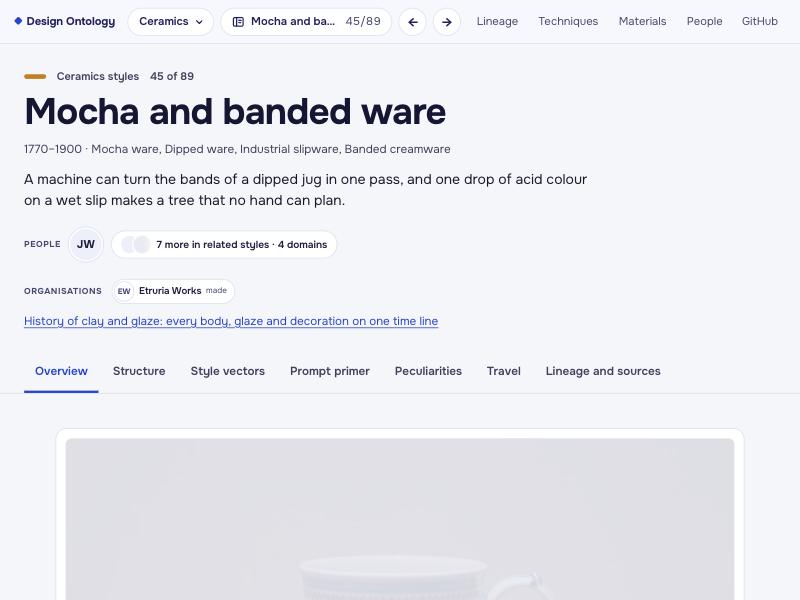 Design Ontology
Ceramics
Mocha and ba... 45/89
Lineage Techniques Materials People GitHub
Ceramics styles 45 of 89
Mocha and banded ware
1770–1900 · Mocha ware, Dipped ware, Industrial slipware, Banded creamware
A machine can turn the bands of a dipped jug in one pass, and one drop of acid colour
on a wet slip makes a tree that no hand can plan.
PEOPLE JW 7 more in related styles · 4 domains
ORGANISATIONS EW Etruria Works made
History of clay and glaze: every body, glaze and decoration on one time line
Overview Structure Style vectors Prompt primer Peculiarities Travel Lineage and sources